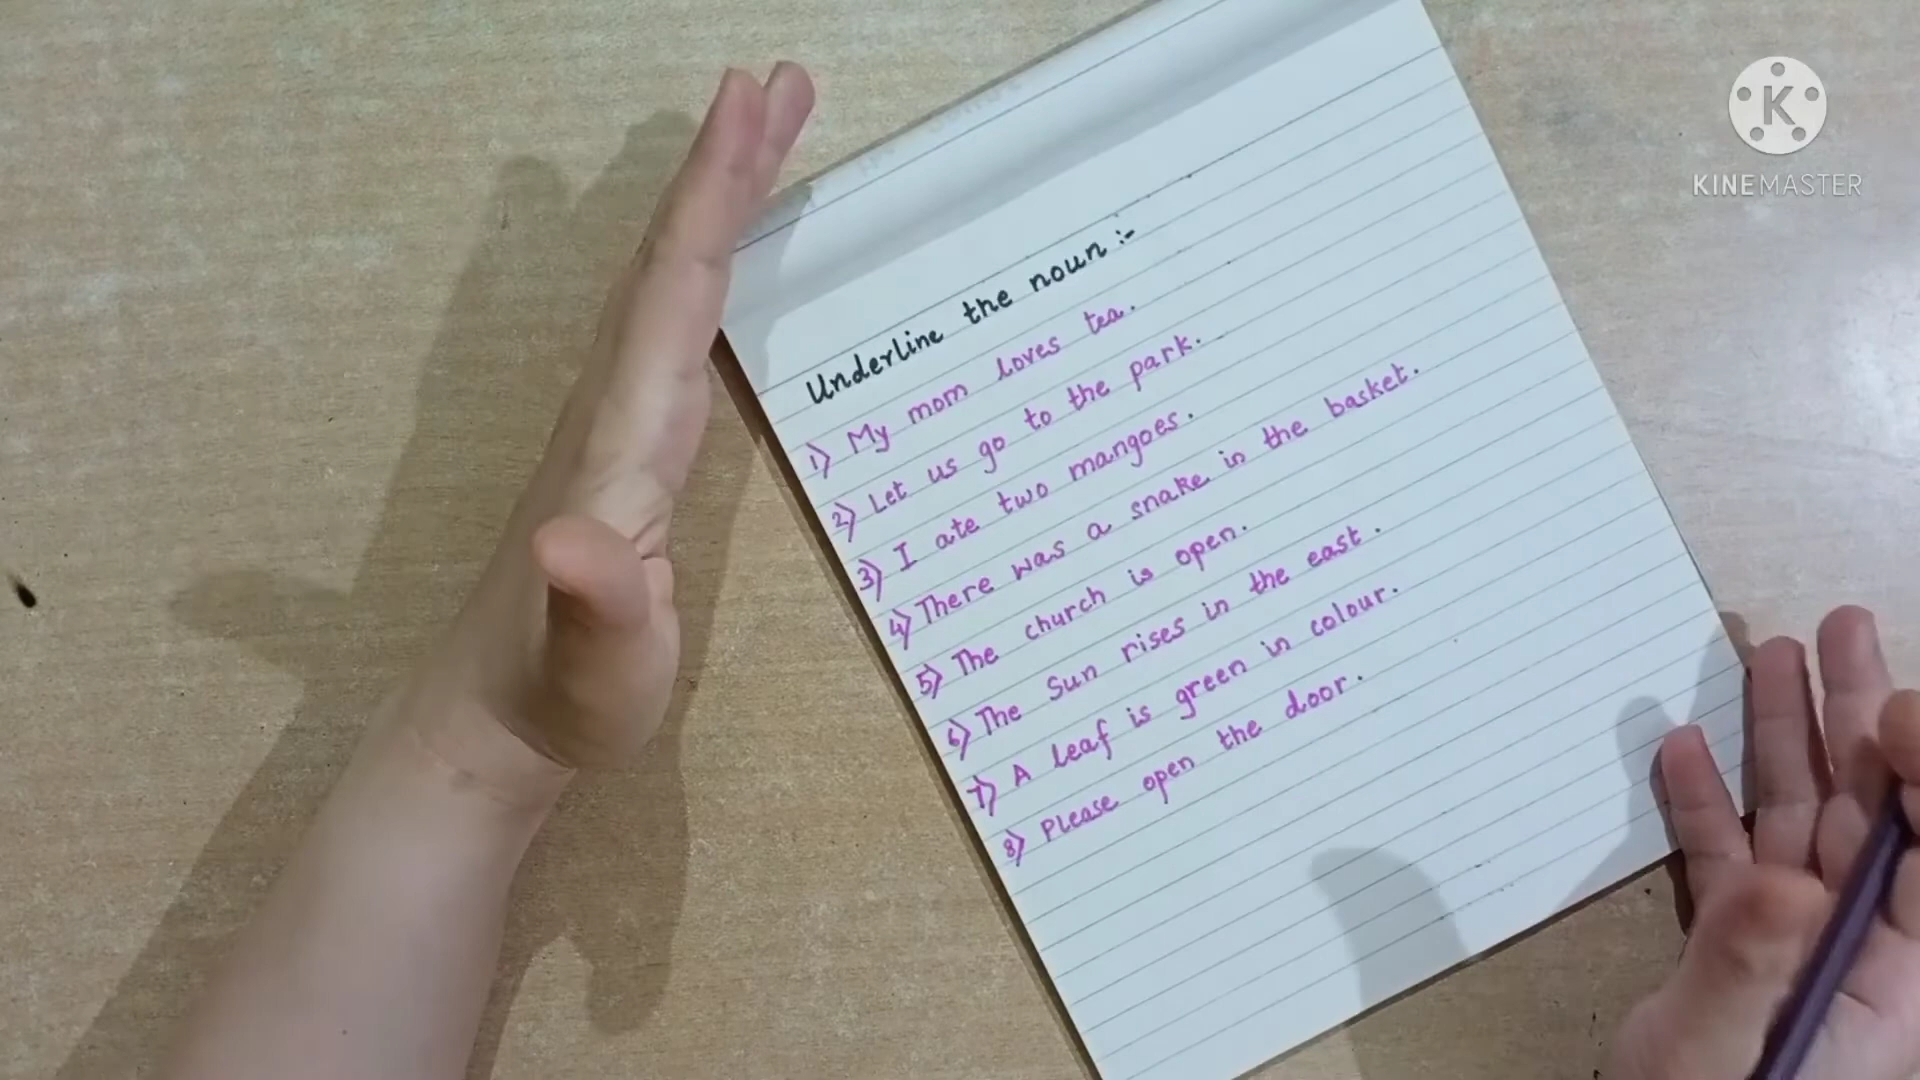 Underline the noun :-
1) My mom loves tea.
2) Let us go to the park.
3) I ate two mangoes.
4) There was a snake in the basket.
5) The church is open.
6) The Sun rises in the east.
7) A leaf is green in colour.
8) Please open the door.
K
KINEMASTER